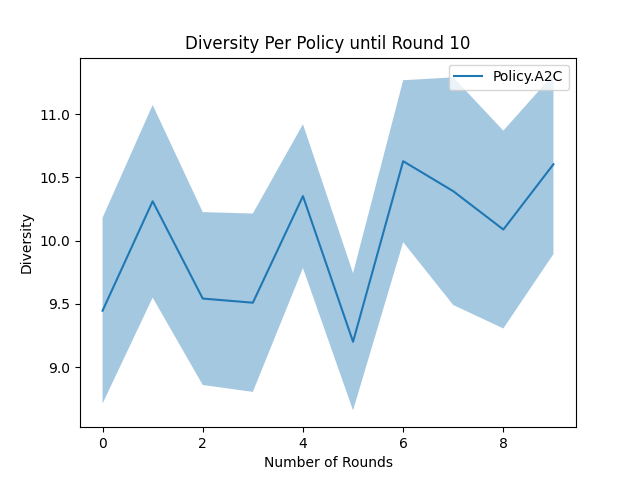 Diversity Per Policy until Round 10
Policy.A2C
11.0
10.5
10.0
9.5
9.0
Diversity
0 2 4 6 8
Number of Rounds